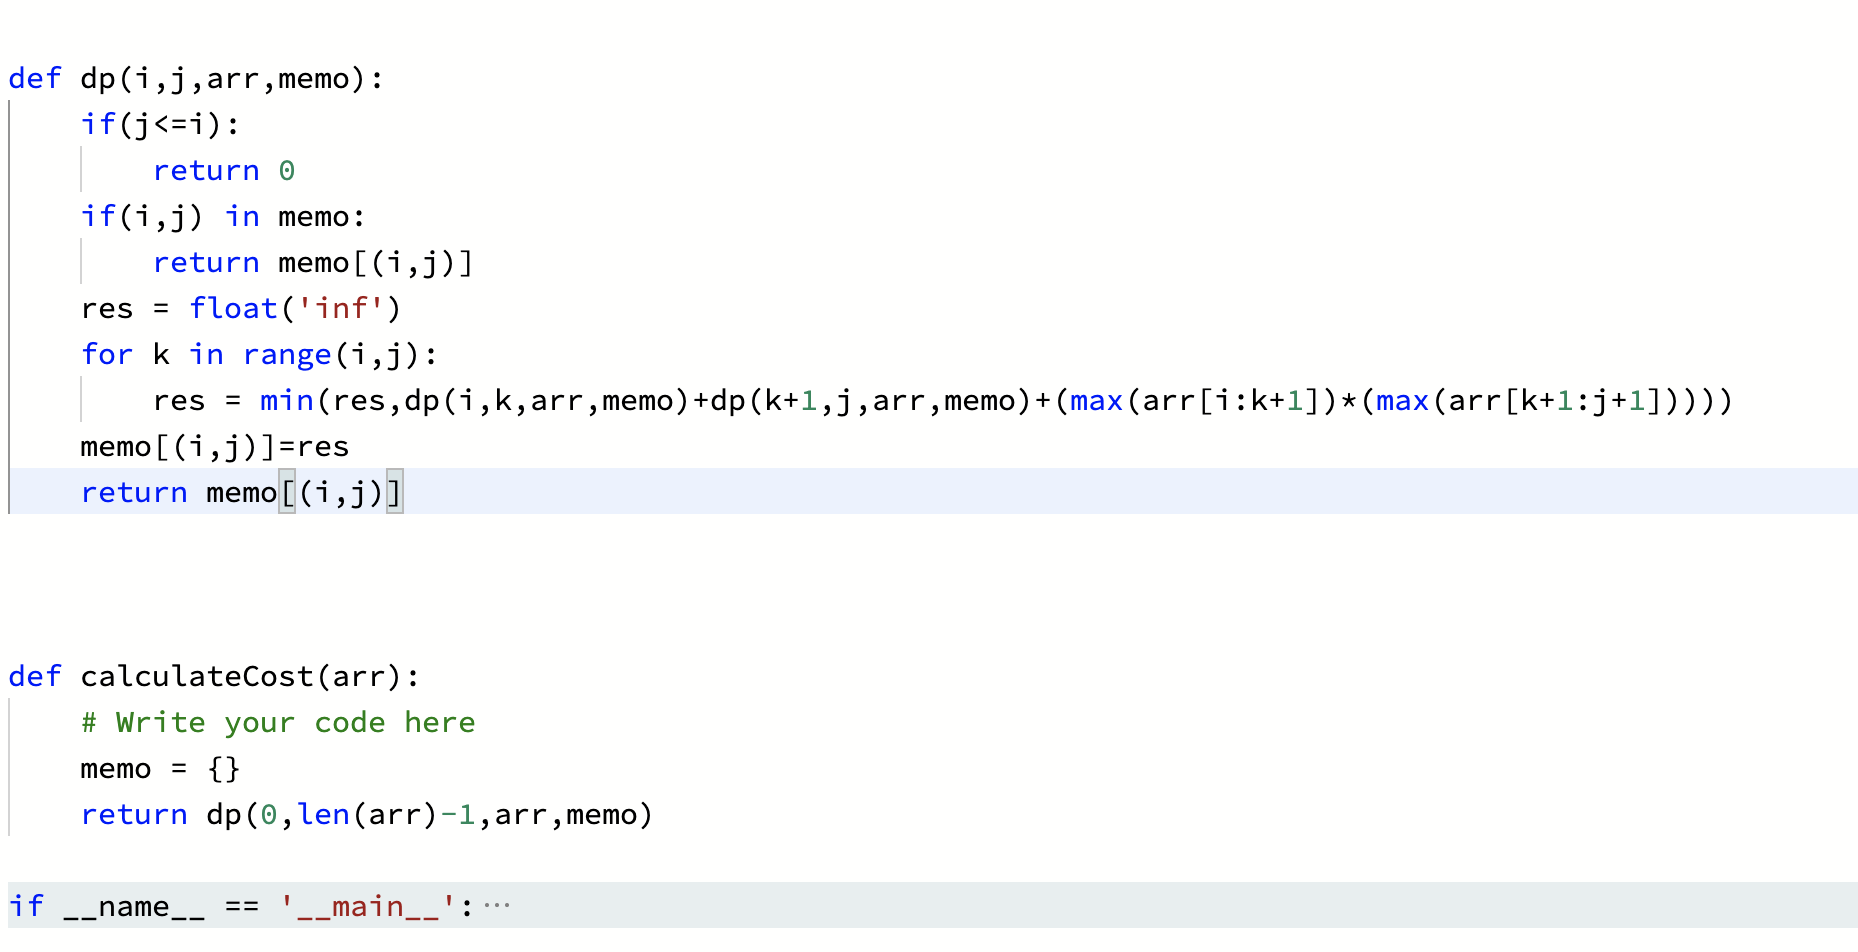 def dp(i,j,arr,memo):
    if(j<=i):
        return 0
    if(i,j) in memo:
        return memo[(i,j)]
    res = float('inf')
    for k in range(i,j):
        res = min(res,dp(i,k,arr,memo)+dp(k+1,j,arr,memo)+(max(arr[i:k+1])*(max(arr[k+1:j+1]))))
    memo[(i,j)]=res
    return memo[(i,j)]
def calculateCost(arr):
    # Write your code here
    memo = {}
    return dp(0,len(arr)-1,arr,memo)
if __name__ == '__main__':···